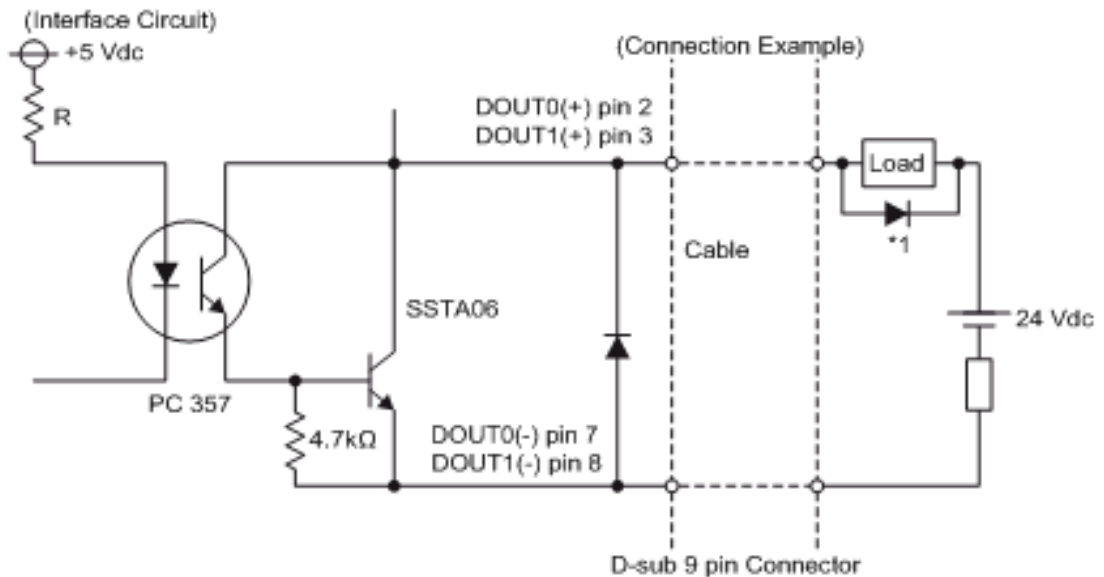 (Interface Circuit)
+5 Vdc
R
(Connection Example)
DOUT0(+) pin 2
DOUT1(+) pin 3
Load
*1
Cable
SSTA06
24 Vdc
PC 357
4.7kΩ
DOUT0(-) pin 7
DOUT1(-) pin 8
D-sub 9 pin Connector